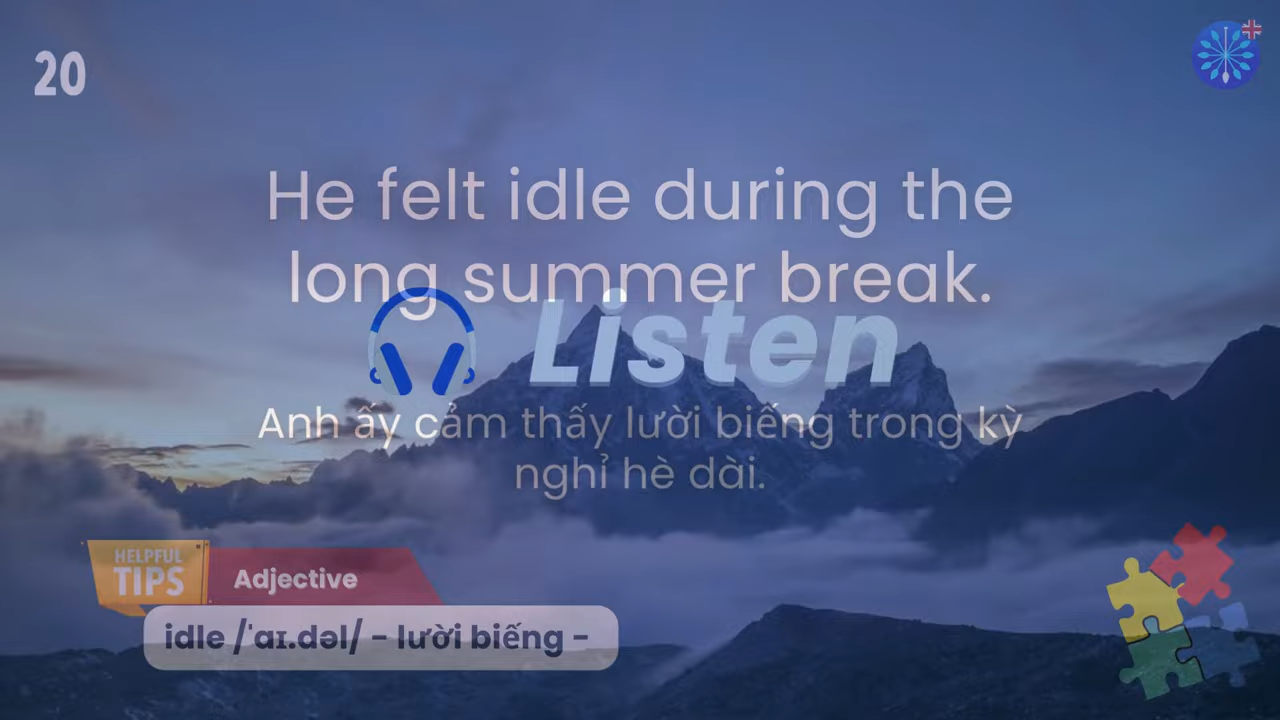 20
He felt idle during the
long summer break.
Listen
Anh ấy cảm thấy lười biếng trong kỳ
nghỉ hè dài.
HELPFUL
TIPS
Adjective
idle /ˈaɪ.dəl/ - lười biếng -